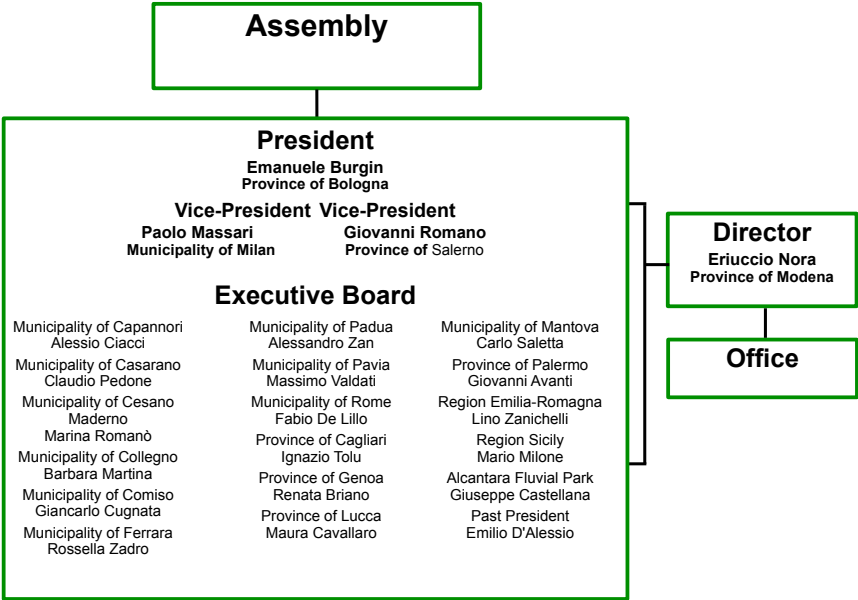 Assembly
President
Emanuele Burgin
Province of Bologna
Vice-President Vice-President
Paolo Massari
Municipality of Milan
Giovanni Romano
Province of Salerno
Executive Board
Municipality of Capannori
Alessio Ciacci
Municipality of Casarano
Claudio Pedone
Municipality of Cesano
Maderno
Marina Romanò
Municipality of Collegno
Barbara Martina
Municipality of Comiso
Giancarlo Cugnata
Municipality of Ferrara
Rossella Zadro
Municipality of Padua
Alessandro Zan
Municipality of Pavia
Massimo Valdati
Municipality of Rome
Fabio De Lillo
Province of Cagliari
Ignazio Tolu
Province of Genoa
Renata Briano
Province of Lucca
Maura Cavallaro
Municipality of Mantova
Carlo Saletta
Province of Palermo
Giovanni Avanti
Region Emilia-Romagna
Lino Zanichelli
Region Sicily
Mario Milone
Alcantara Fluvial Park
Giuseppe Castellana
Past President
Emilio D'Alessio
Director
Eriuccio Nora
Province of Modena
Office